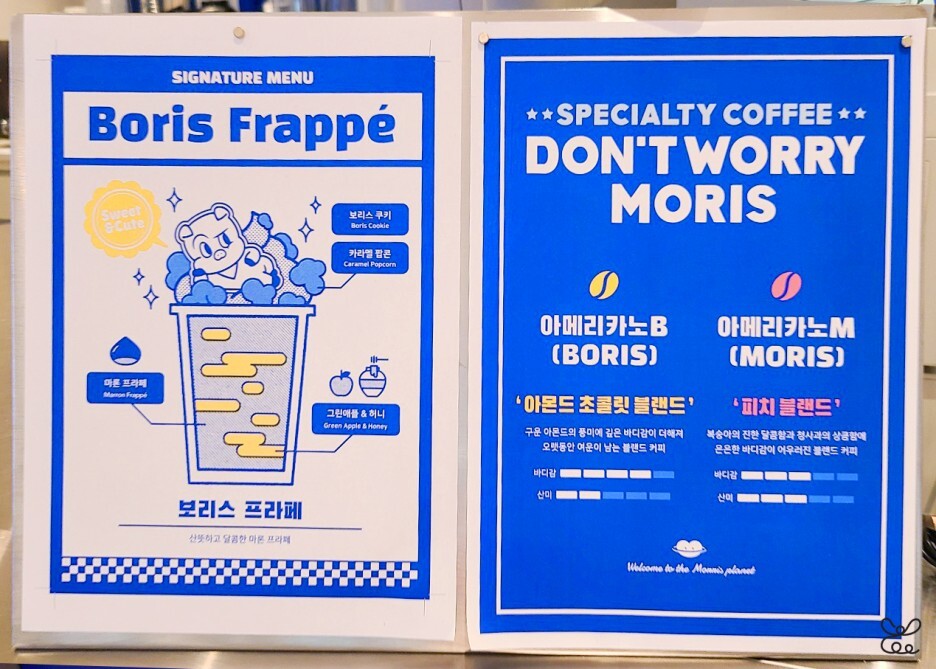 SIGNATURE MENU
Boris Frappé
Sweet
&Cute
보리스 쿠키
Boris Cookie
카라멜 팝콘
Caramel Popcorn
마론 프라페
Marron Frappé
그린애플 & 허니
Green Apple & Honey
보리스 프라페
산뜻하고 달콤한 마론 프라페
SPECIALTY COFFEE
DON'T WORRY
MORIS
아메리카노B
(BORIS)
'아몬드 초콜릿 블랜드'
구운 아몬드의 풍미에 깊은 바디감이 더해져
오랫동안 여운이 남는 블랜드 커피
바디감
산미
아메리카노M
(MORIS)
'피치 블랜드'
복숭아의 진한 달콤함과 청사과의 상큼함에
은은한 바디감이 어우러진 블랜드 커피
바디감
산미
Welcome to the Morris planet